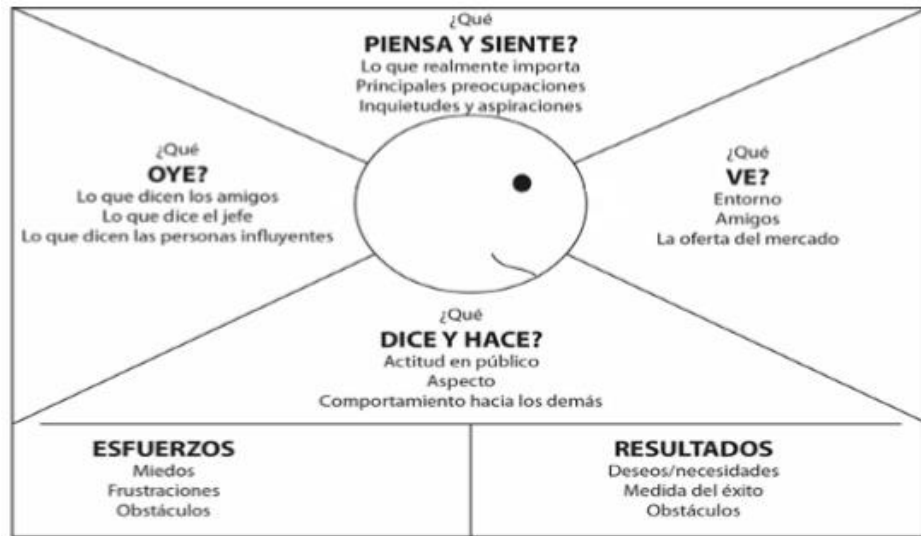 ¿Qué
PIENSA Y SIENTE?
Lo que realmente importa
Principales preocupaciones
Inquietudes y aspiraciones
¿Qué
OYE?
Lo que dicen los amigos
Lo que dice el jefe
Lo que dicen las personas influyentes
¿Qué
VE?
Entorno
Amigos
La oferta del mercado
¿Qué
DICE Y HACE?
Actitud en público
Aspecto
Comportamiento hacia los demás
ESFUERZOS
Miedos
Frustraciones
Obstáculos
RESULTADOS
Deseos/necesidades
Medida del éxito
Obstáculos